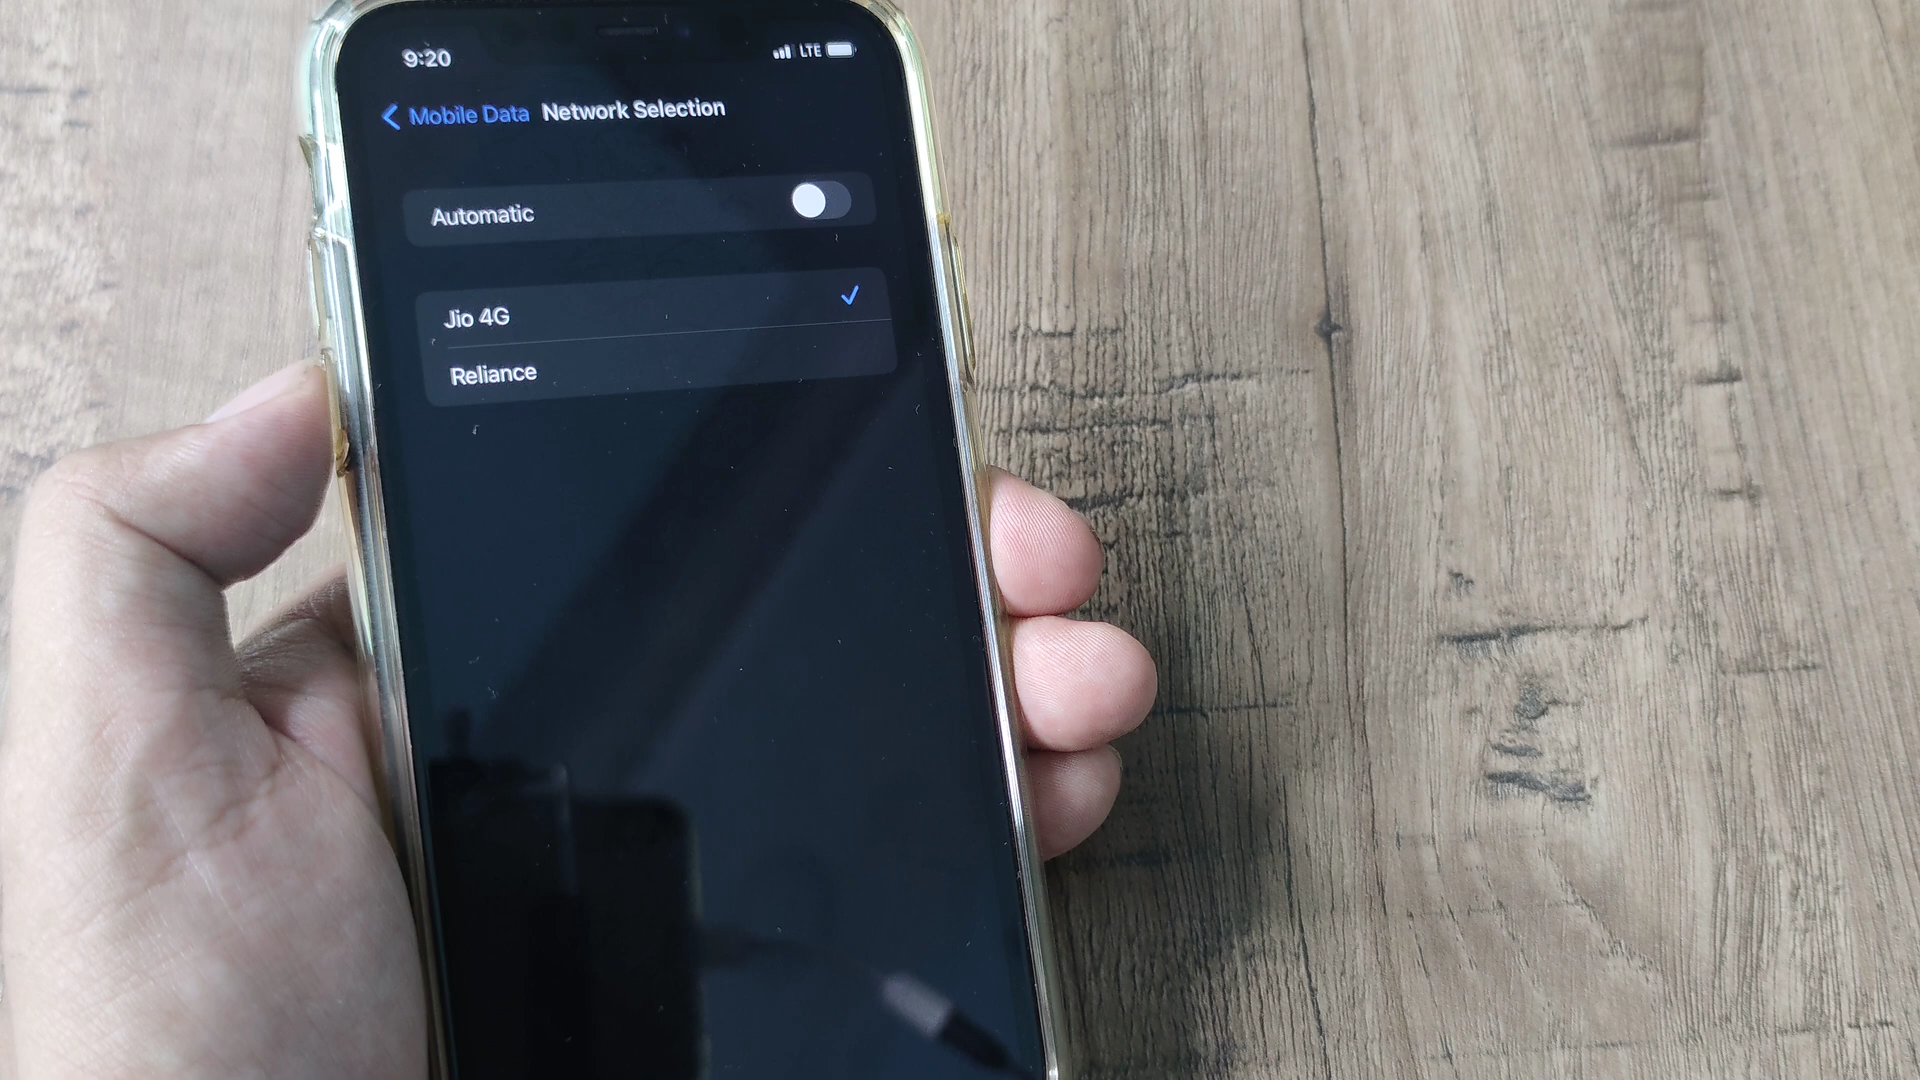 9:20 LTE
Mobile Data Network Selection
Automatic
Jio 4G
Reliance